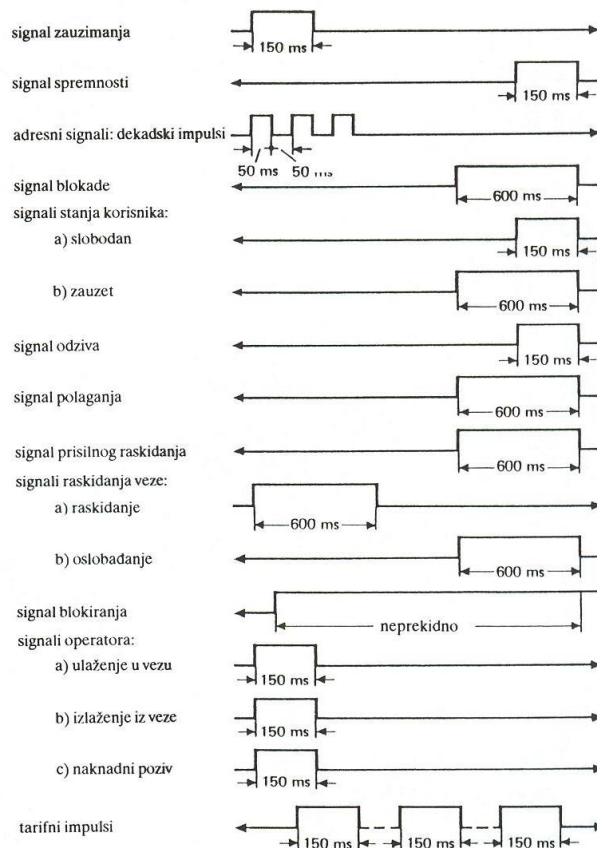 signal zauzimanja
150 ms
signal spremnosti
150 ms
adresni signali: dekadski impulsi
50 ms 50 ms
signal blokade
600 ms
signali stanja korisnika:
a) slobodan
150 ms
b) zauzet
600 ms
signal odziva
150 ms
signal polaganja
600 ms
signal prisilnog raskidanja
600 ms
signali raskidanja veze:
a) raskidanje
600 ms
b) oslobađanje
600 ms
signal blokiranja
neprekidno
signali operatora:
a) ulaženje u vezu
150 ms
b) izlaženje iz veze
150 ms
c) naknadni poziv
150 ms
tarifni impulsi
150 ms 150 ms 150 ms